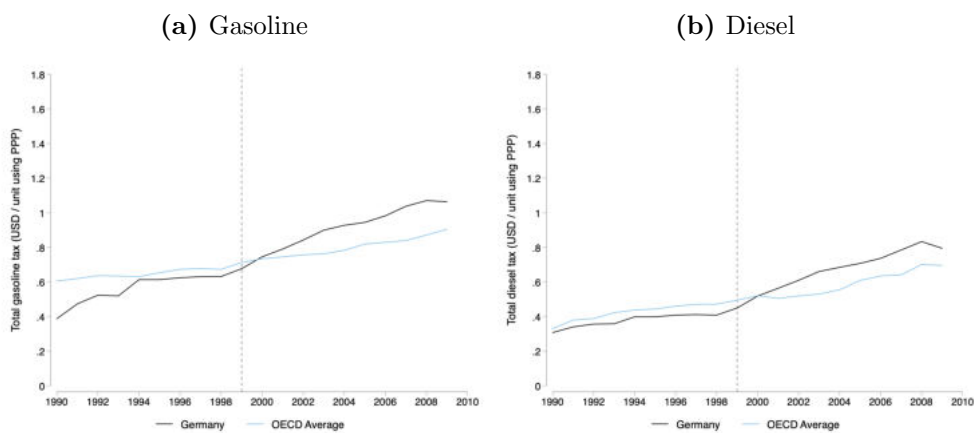 (a) Gasoline
(b) Diesel
Total gasoline tax (USD / unit using PPP)
1.8
1.6
1.4
1.2
1
.8
.6
.4
.2
0
1990 1992 1994 1996 1998 2000 2002 2004 2006 2008 2010
Germany OECD Average
Total diesel tax (USD / unit using PPP)
1.8
1.6
1.4
1.2
1
.8
.6
.4
.2
0
1990 1992 1994 1996 1998 2000 2002 2004 2006 2008 2010
Germany OECD Average